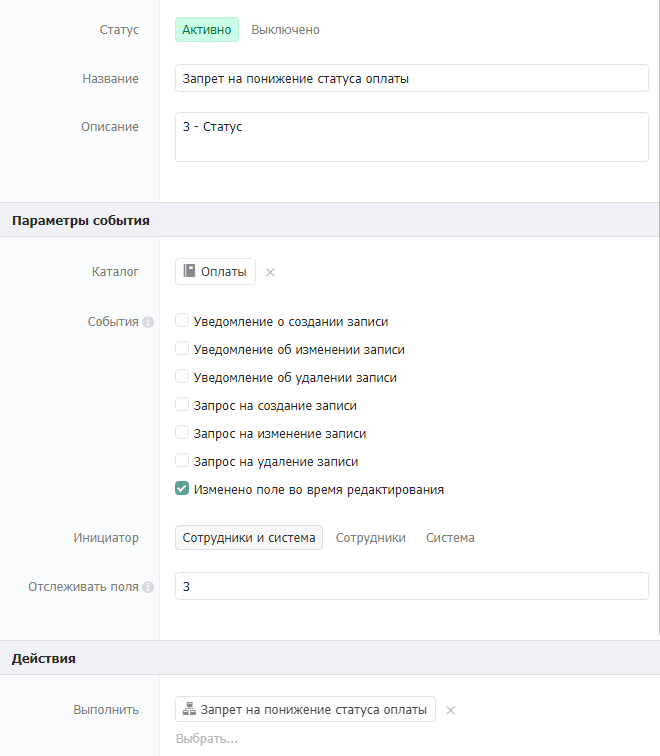 Статус Активно Выключено
Название Запрет на понижение статуса оплаты
Описание 3 - Статус
Параметры события
Каталог Оплаты
События Уведомление о создании записи
Уведомление об изменении записи
Уведомление об удалении записи
Запрос на создание записи
Запрос на изменение записи
Запрос на удаление записи
Изменено поле во время редактирования
Инициатор Сотрудники и система Сотрудники Система
Отслеживать поля 3
Действия
Выполнить Запрет на понижение статуса оплаты
Выбрать...